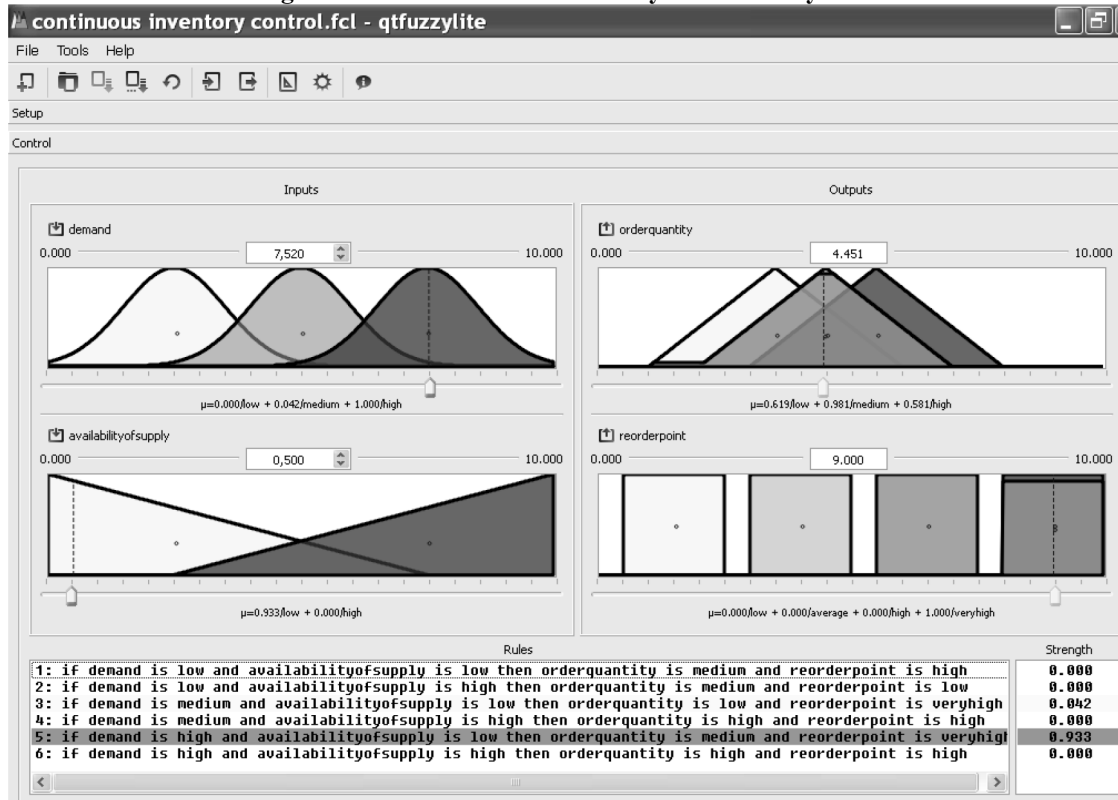 continuous inventory control.fcl - qtfuzzylite
File Tools Help
Setup
Control
Inputs
Outputs
demand
0.000 7,520 10.000
μ=0.000/low + 0.042/medium + 1.000/high
availabilityofsupply
0.000 0,500 10.000
μ=0.933/low + 0.000/high
orderquantity
0.000 4.451 10.000
μ=0.619/low + 0.981/medium + 0.581/high
reorderpoint
0.000 9.000 10.000
μ=0.000/low + 0.000/average + 0.000/high + 1.000/veryhigh
Rules Strength
1: if demand is low and availabilityofsupply is low then orderquantity is medium and reorderpoint is high 0.000
2: if demand is low and availabilityofsupply is high then orderquantity is medium and reorderpoint is low 0.000
3: if demand is medium and availabilityofsupply is low then orderquantity is low and reorderpoint is veryhigh 0.042
4: if demand is medium and availabilityofsupply is high then orderquantity is high and reorderpoint is high 0.000
5: if demand is high and availabilityofsupply is low then orderquantity is medium and reorderpoint is veryhigh 0.933
6: if demand is high and availabilityofsupply is high then orderquantity is high and reorderpoint is high 0.000